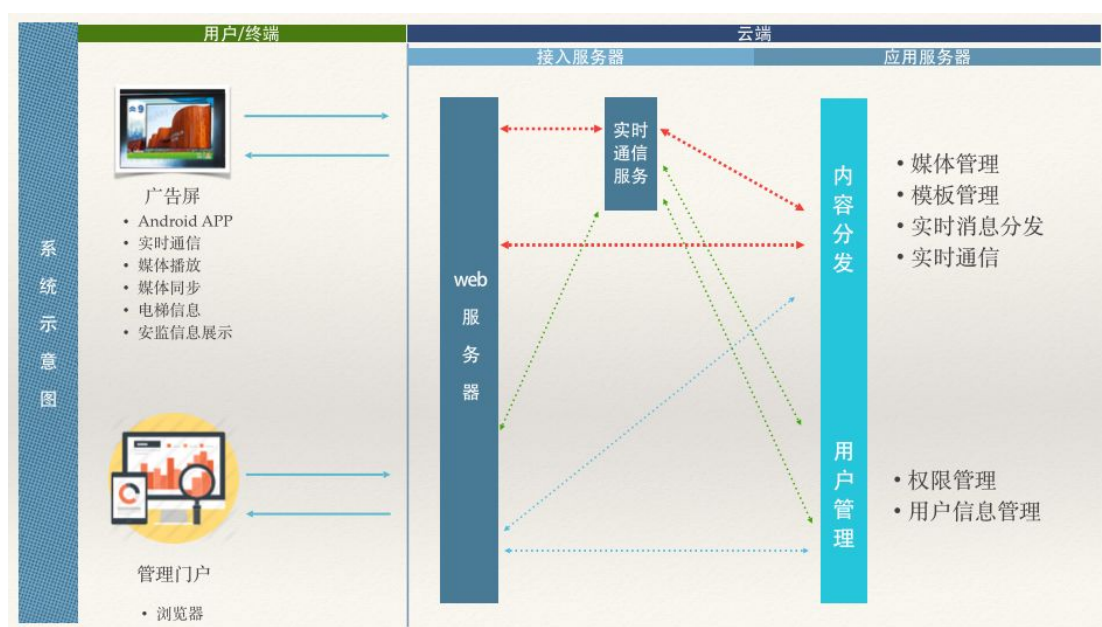 系统示意图
用户/终端
云端
接入服务器
应用服务器
广告屏
• Android APP
• 实时通信
• 媒体播放
• 媒体同步
• 电梯信息
• 安监信息展示
管理门户
• 浏览器
web服务器
实时
通信
服务
内容分发
• 媒体管理
• 模板管理
• 实时消息分发
• 实时通信
用户管理
• 权限管理
• 用户信息管理